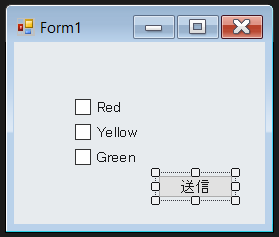 Form1
Red
Yellow
Green
送信